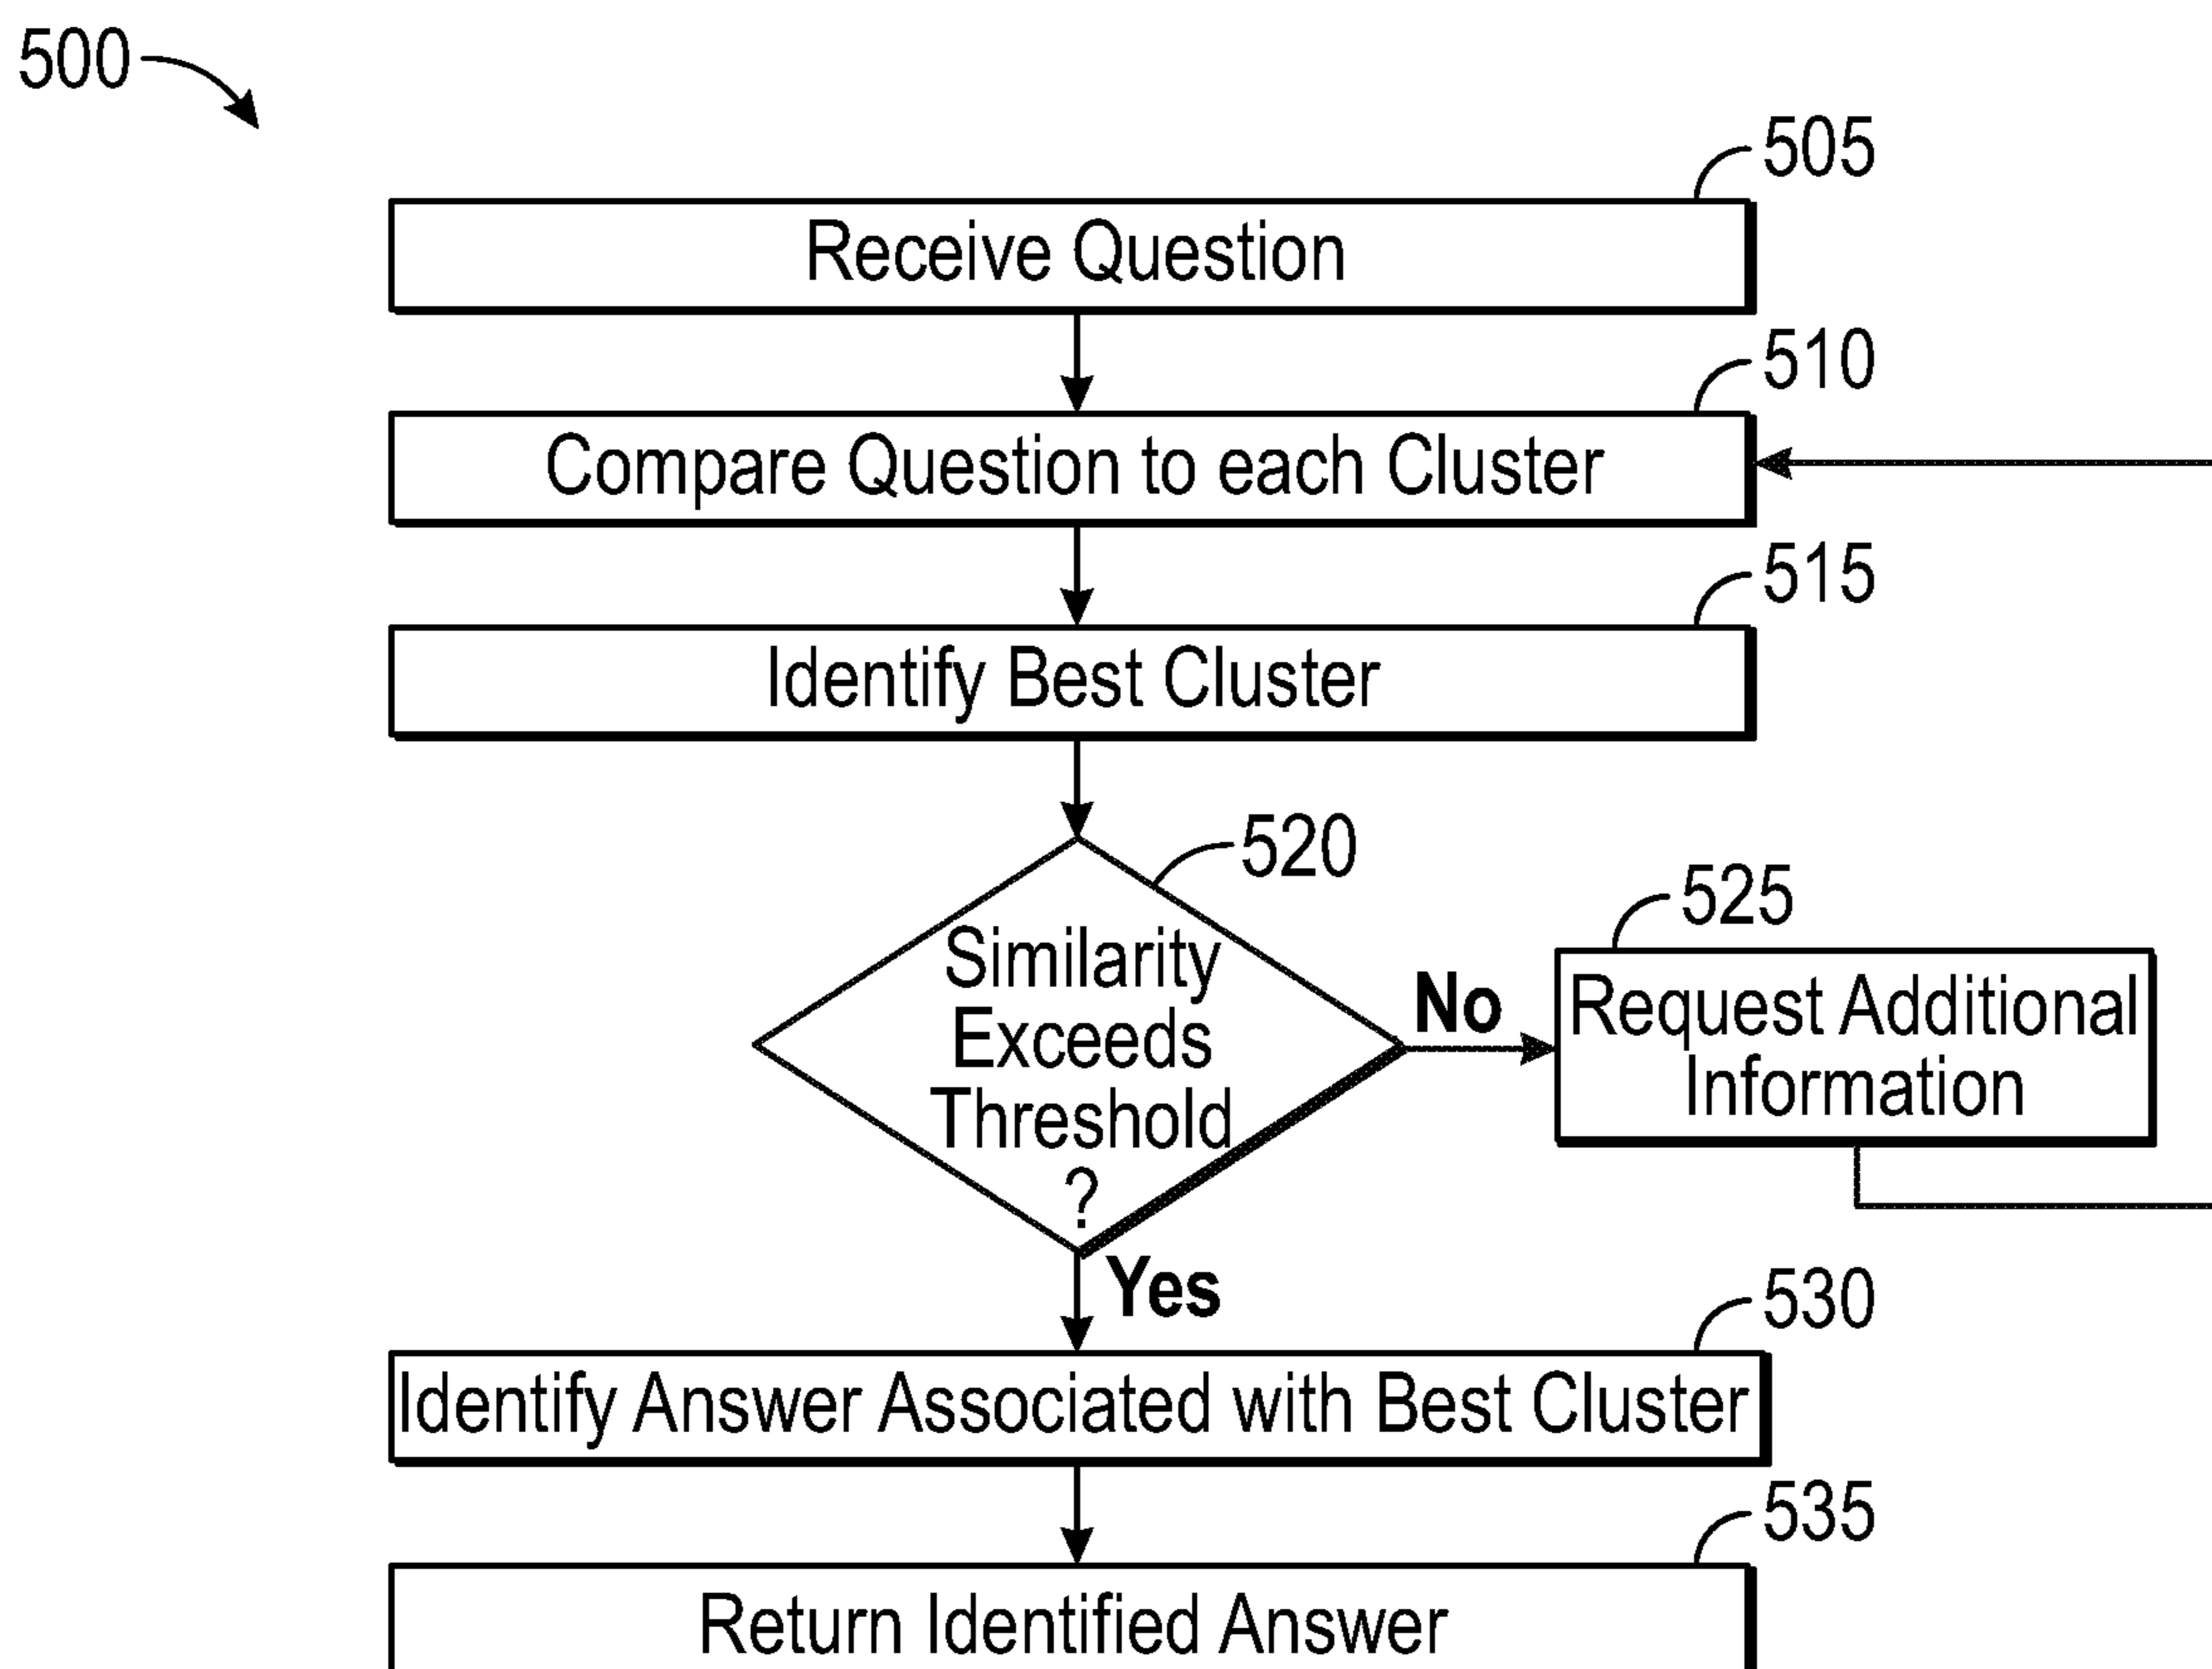 500
505
Receive Question
510
Compare Question to each Cluster
515
Identify Best Cluster
520
Similarity
Exceeds
Threshold
?
No
525
Request Additional
Information
Yes
530
Identify Answer Associated with Best Cluster
535
Return Identified Answer